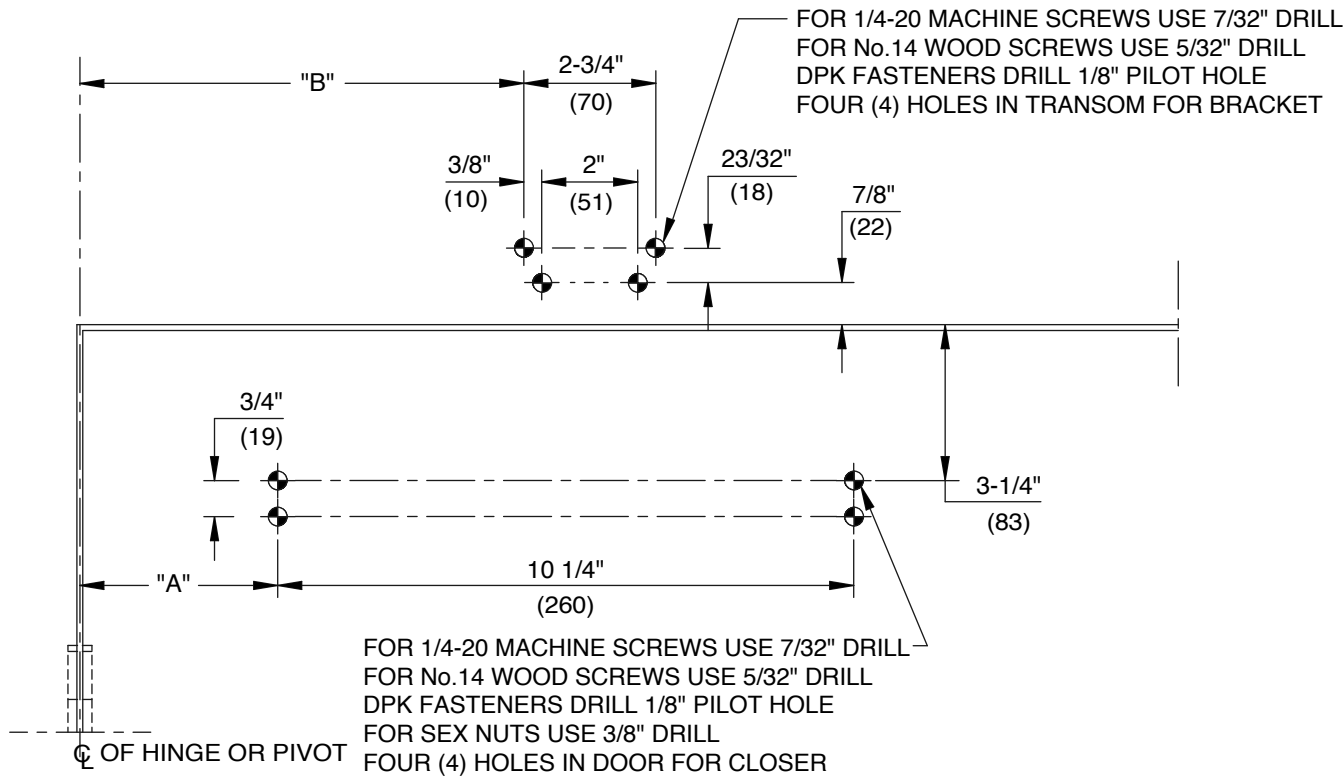 FOR 1/4-20 MACHINE SCREWS USE 7/32" DRILL
FOR No.14 WOOD SCREWS USE 5/32" DRILL
DPK FASTENERS DRILL 1/8" PILOT HOLE
FOUR (4) HOLES IN TRANSOM FOR BRACKET
"B"
2-3/4"
(70)
3/8"
(10)
2"
(51)
23/32"
(18)
7/8"
(22)
3/4"
(19)
3-1/4"
(83)
"A"
10 1/4"
(260)
FOR 1/4-20 MACHINE SCREWS USE 7/32" DRILL
FOR No.14 WOOD SCREWS USE 5/32" DRILL
DPK FASTENERS DRILL 1/8" PILOT HOLE
FOR SEX NUTS USE 3/8" DRILL
FOUR (4) HOLES IN DOOR FOR CLOSER
℄ OF HINGE OR PIVOT